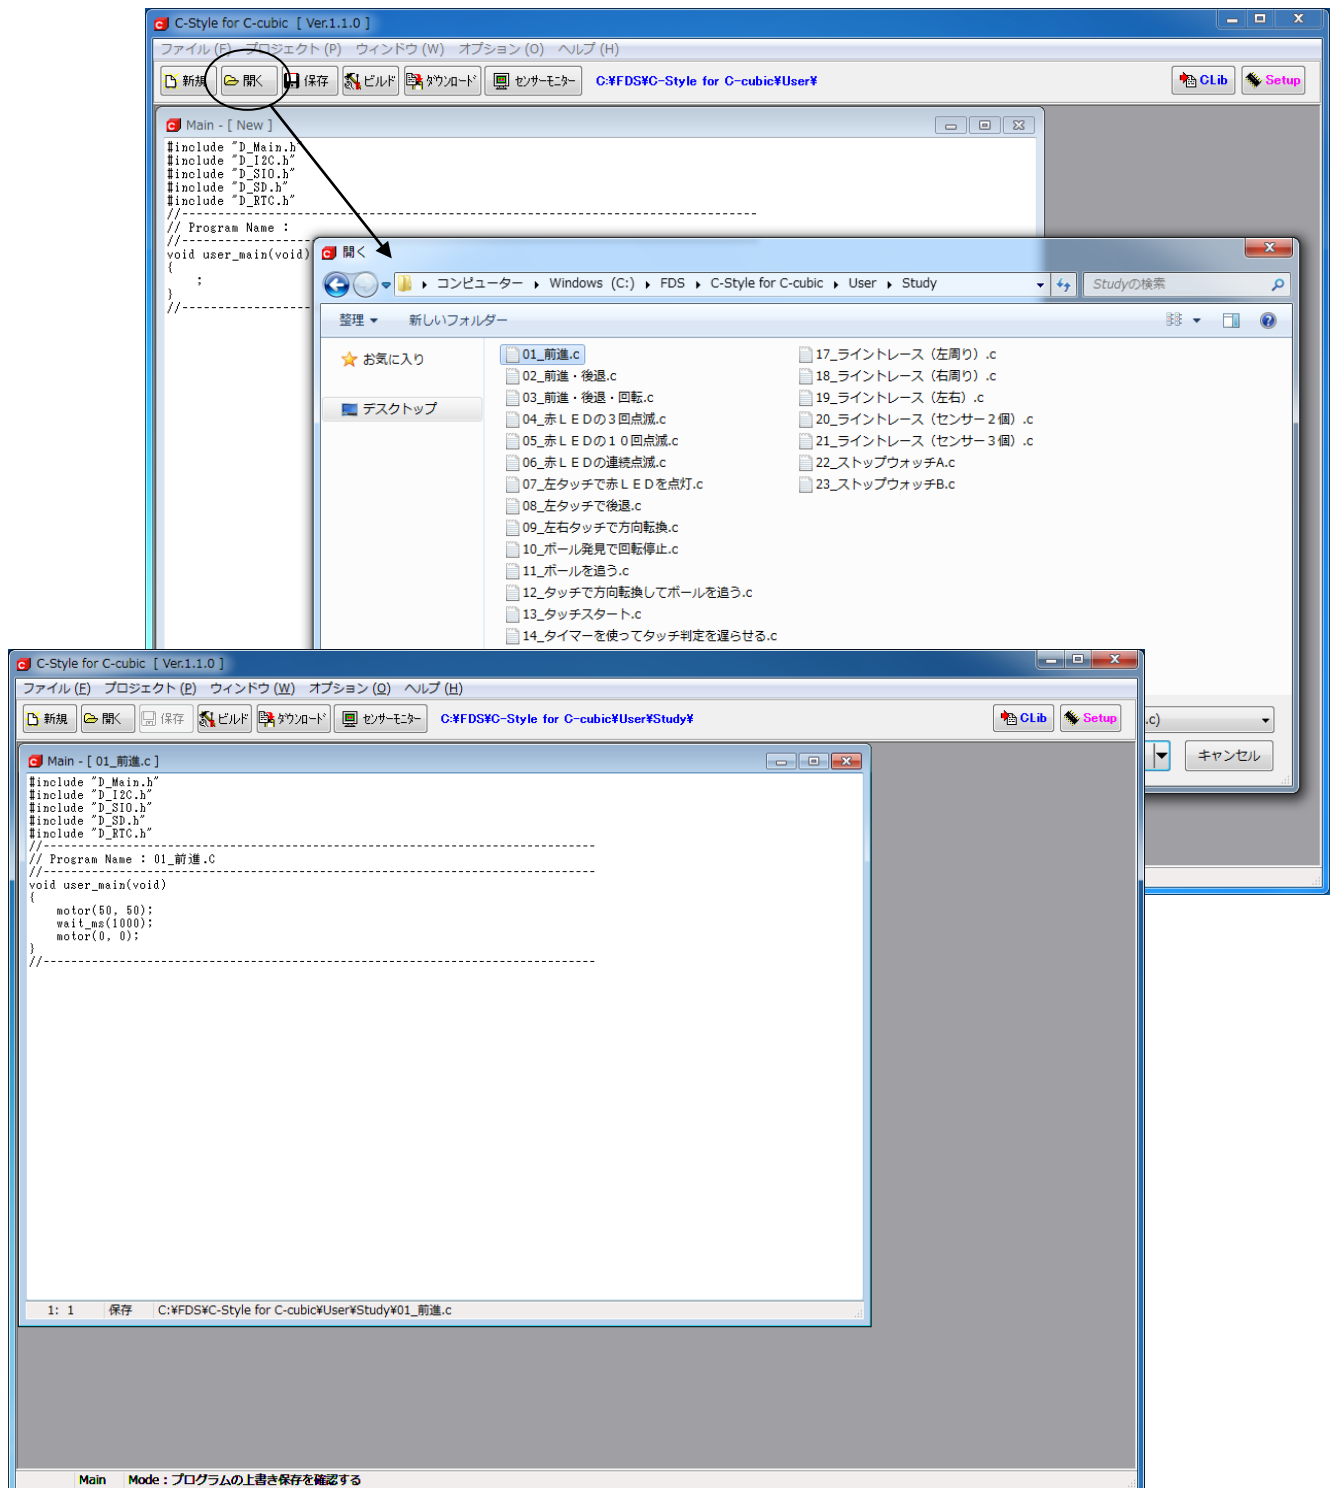 C-Style for C-cubic [ Ver.1.1.0 ]
ファイル (F) プロジェクト (P) ウィンドウ (W) オプション (O) ヘルプ (H)
新規 開く 保存 ビルド ダウンロード センサーモニター C:¥FDS¥C-Style for C-cubic¥User¥ CLib Setup
Main - [ New ]
#include "D_Main.h"
#include "D_I2C.h"
#include "D_SIO.h"
#include "D_SD.h"
#include "D_RTC.h"
//-----------------------------------------------------------------------------------
// Program Name :
//-----------------------------------------------------------------------------------
void user_main(void)
{
;
}
//-----------------------------------------------------------------------------------
開く
コンピューター Windows (C:) FDS C-Style for C-cubic User Study
Studyの検索
整理 新しいフォルダー
お気に入り
デスクトップ
01_前進.c
02_前進・後退.c
03_前進・後退・回転.c
04_赤ＬＥＤの３回点滅.c
05_赤ＬＥＤの１０回点滅.c
06_赤ＬＥＤの連続点滅.c
07_左タッチで赤ＬＥＤを点灯.c
08_左タッチで後退.c
09_左右タッチで方向転換.c
10_ボール発見で回転停止.c
11_ボールを追う.c
12_タッチで方向転換してボールを追う.c
13_タッチスタート.c
14_タイマーを使ってタッチ判定を遅らせる.c
17_ライントレース（左周り）.c
18_ライントレース（右周り）.c
19_ライントレース（左右）.c
20_ライントレース（センサー２個）.c
21_ライントレース（センサー３個）.c
22_ストップウォッチA.c
23_ストップウォッチB.c
.c)
キャンセル
C-Style for C-cubic [ Ver.1.1.0 ]
ファイル (F) プロジェクト (P) ウィンドウ (W) オプション (O) ヘルプ (H)
新規 開く 保存 ビルド ダウンロード センサーモニター C:¥FDS¥C-Style for C-cubic¥User¥Study¥ CLib Setup
Main - [ 01_前進.c ]
#include "D_Main.h"
#include "D_I2C.h"
#include "D_SIO.h"
#include "D_SD.h"
#include "D_RTC.h"
//--------------------------------------------------------------------------------
// Program Name : 01_前進.C
//--------------------------------------------------------------------------------
void user_main(void)
{
motor(50, 50);
wait_ms(1000);
motor(0, 0);
}
//--------------------------------------------------------------------------------
1: 1 保存 C:¥FDS¥C-Style for C-cubic¥User¥Study¥01_前進.c
Main Mode : プログラムの上書き保存を確認する